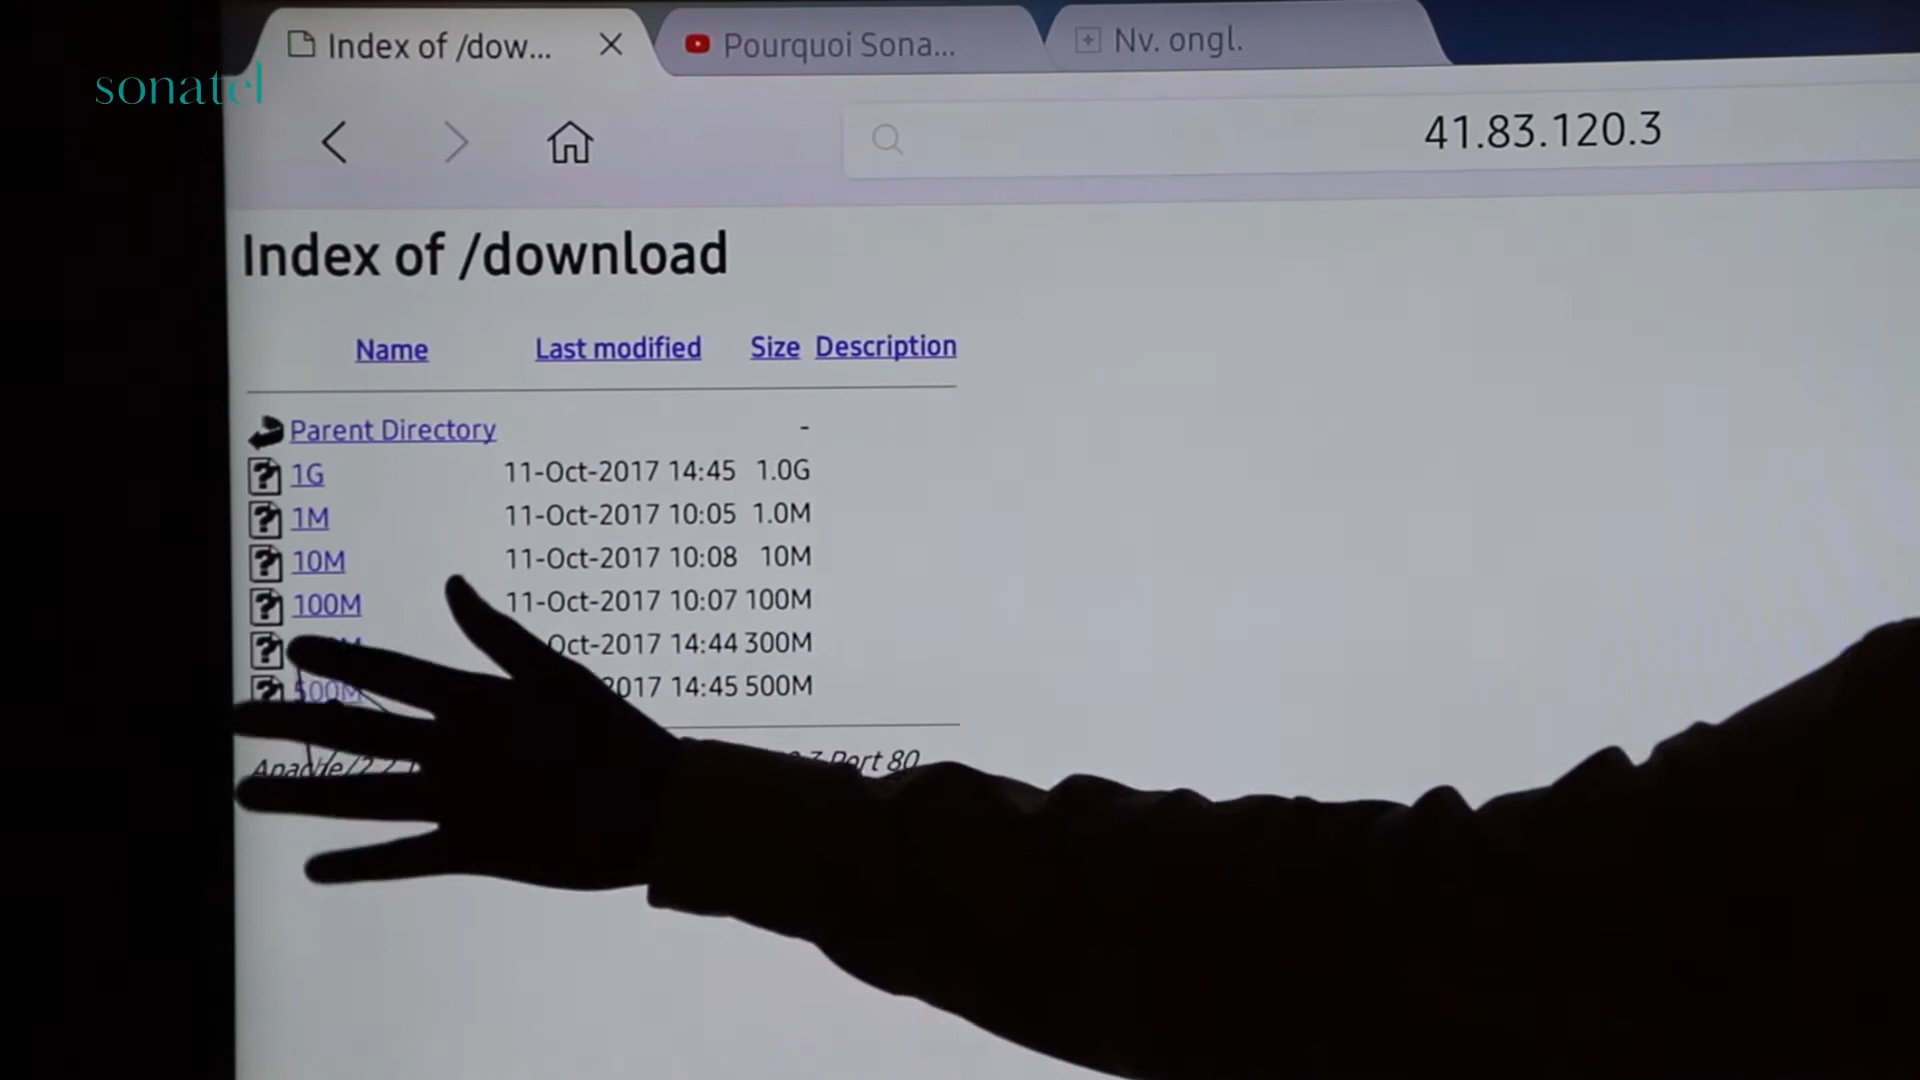 sonatel
Index of /dow...
Pourquoi Sona...
Nv. ongl.
41.83.120.3
Index of /download
Name Last modified Size Description
Parent Directory -
1G 11-Oct-2017 14:45 1.0G
1M 11-Oct-2017 10:05 1.0M
10M 11-Oct-2017 10:08 10M
100M 11-Oct-2017 10:07 100M
Oct-2017 14:44 300M
500M 2017 14:45 500M
Port 80